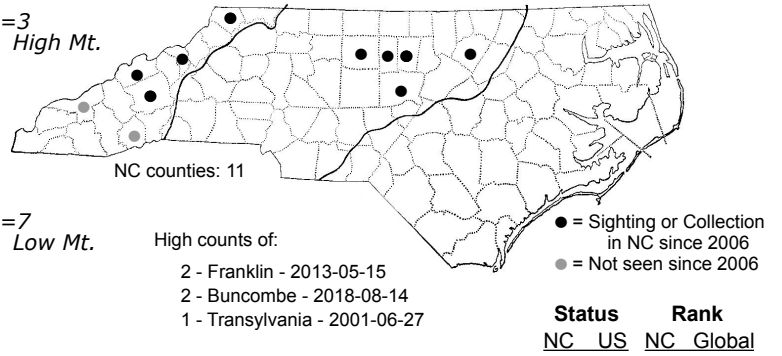 =3
High Mt.
NC counties: 11
=7
Low Mt.
High counts of:
2 - Franklin - 2013-05-15
2 - Buncombe - 2018-08-14
1 - Transylvania - 2001-06-27
= Sighting or Collection
in NC since 2006
= Not seen since 2006
Status Rank
NC US NC Global